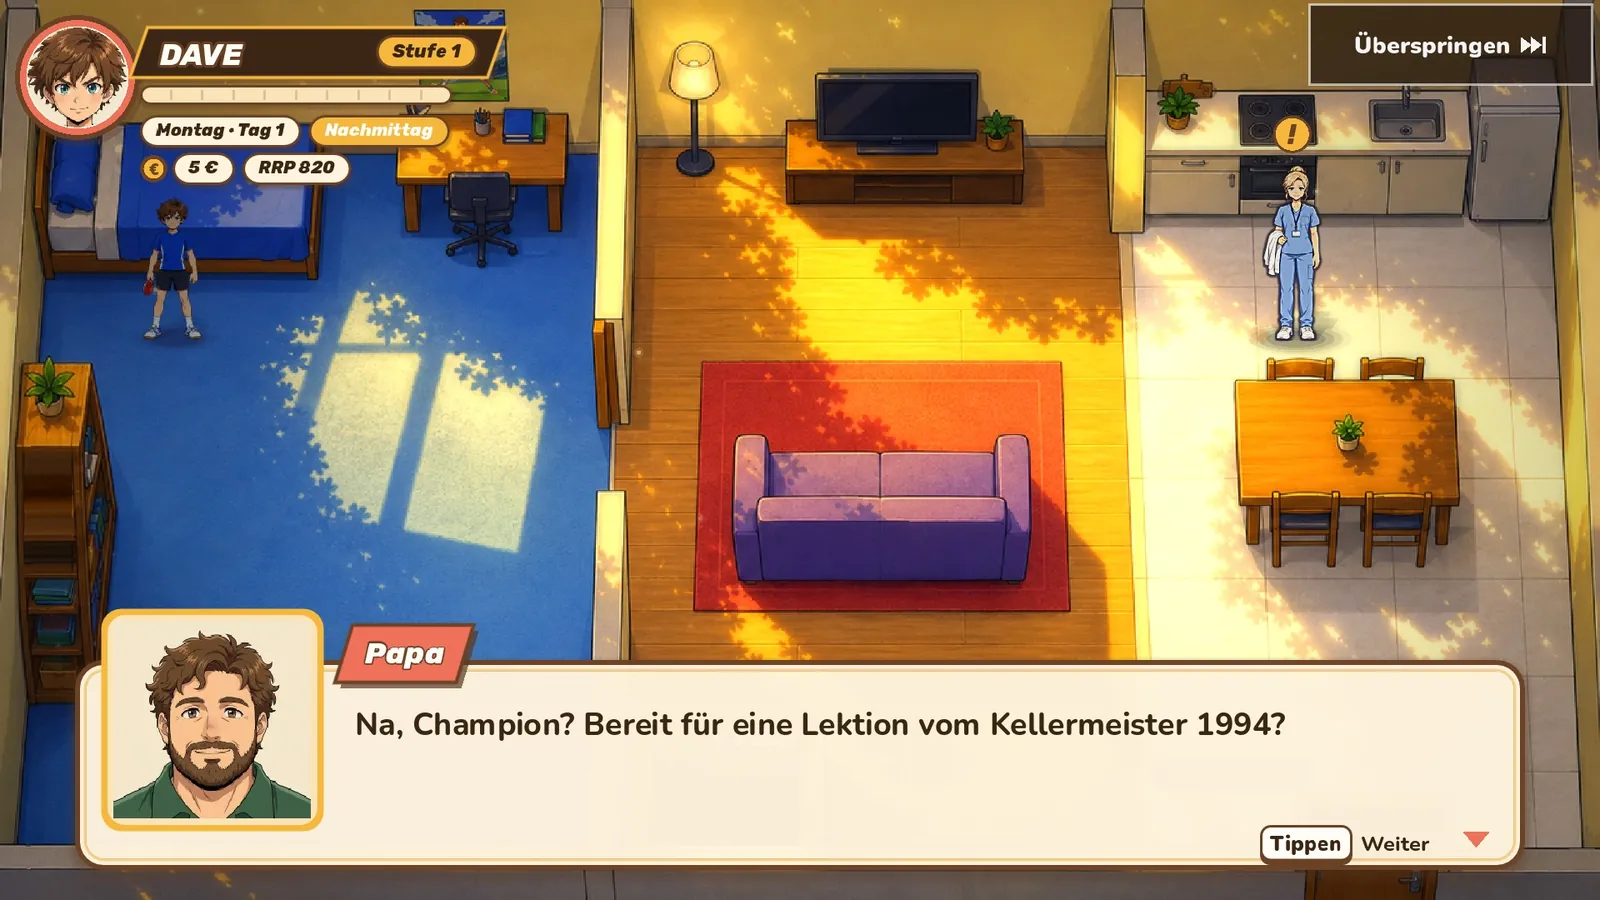 DAVE
Stufe 1
Überspringen
Montag · Tag 1
Nachmittag
€
5 €
RRP 820
!
Papa
Na, Champion? Bereit für eine Lektion vom Kellermeister 1994?
Tippen Weiter